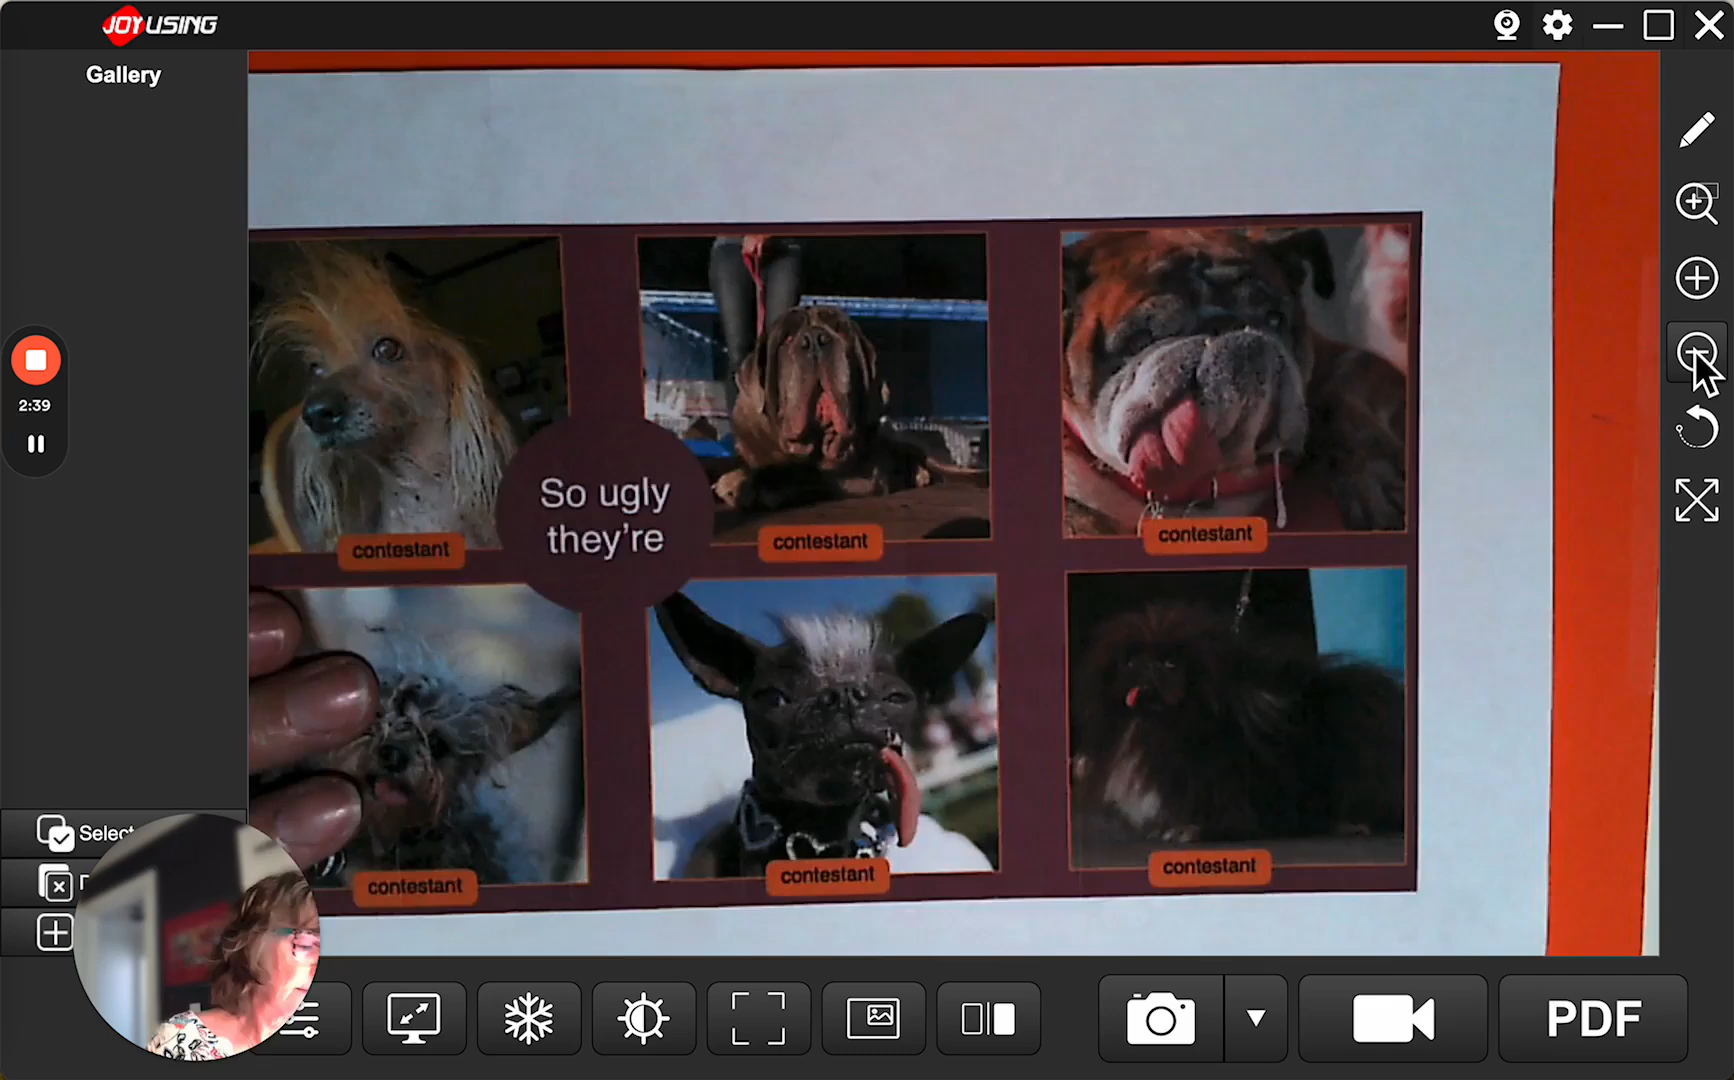 JOYUSING
Gallery
2:39
So ugly
they're
contestant
contestant
contestant
contestant
contestant
contestant
Select
PDF